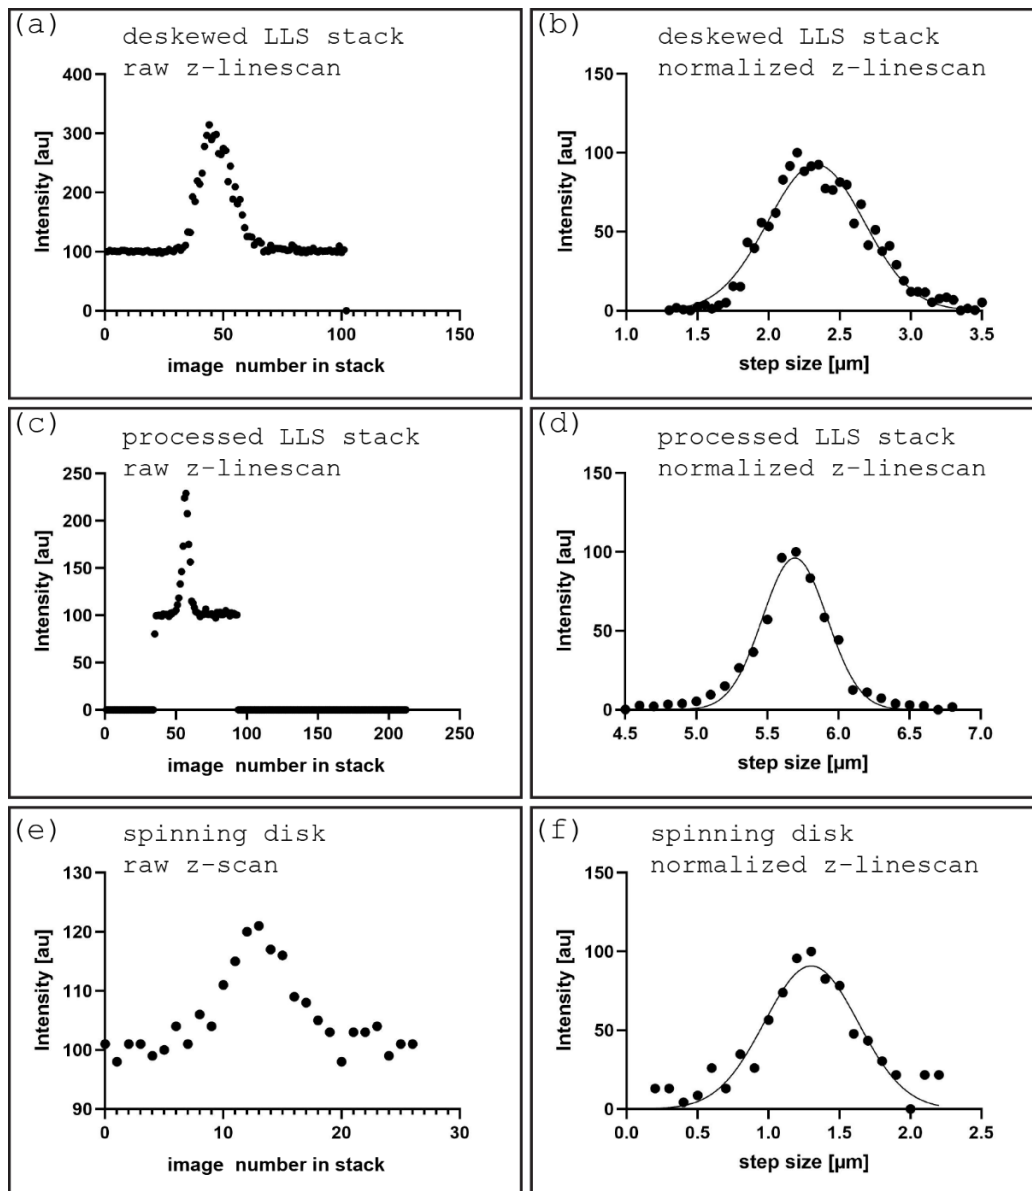 (a) deskewed LLS stack
raw z-linescan
400
300
200
100
0
Intensity [au]
0 50 100 150
image number in stack
(b) deskewed LLS stack
normalized z-linescan
150
100
50
0
Intensity [au]
1.0 1.5 2.0 2.5 3.0 3.5
step size [µm]
(c) processed LLS stack
raw z-linescan
250
200
150
100
50
0
Intensity [au]
0 50 100 150 200 250
image number in stack
(d) processed LLS stack
normalized z-linescan
150
100
50
0
Intensity [au]
4.5 5.0 5.5 6.0 6.5 7.0
step size [µm]
(e) spinning disk
raw z-scan
130
120
110
100
90
Intensity [au]
0 10 20 30
image number in stack
(f) spinning disk
normalized z-linescan
150
100
50
0
Intensity [au]
0.0 0.5 1.0 1.5 2.0 2.5
step size [µm]